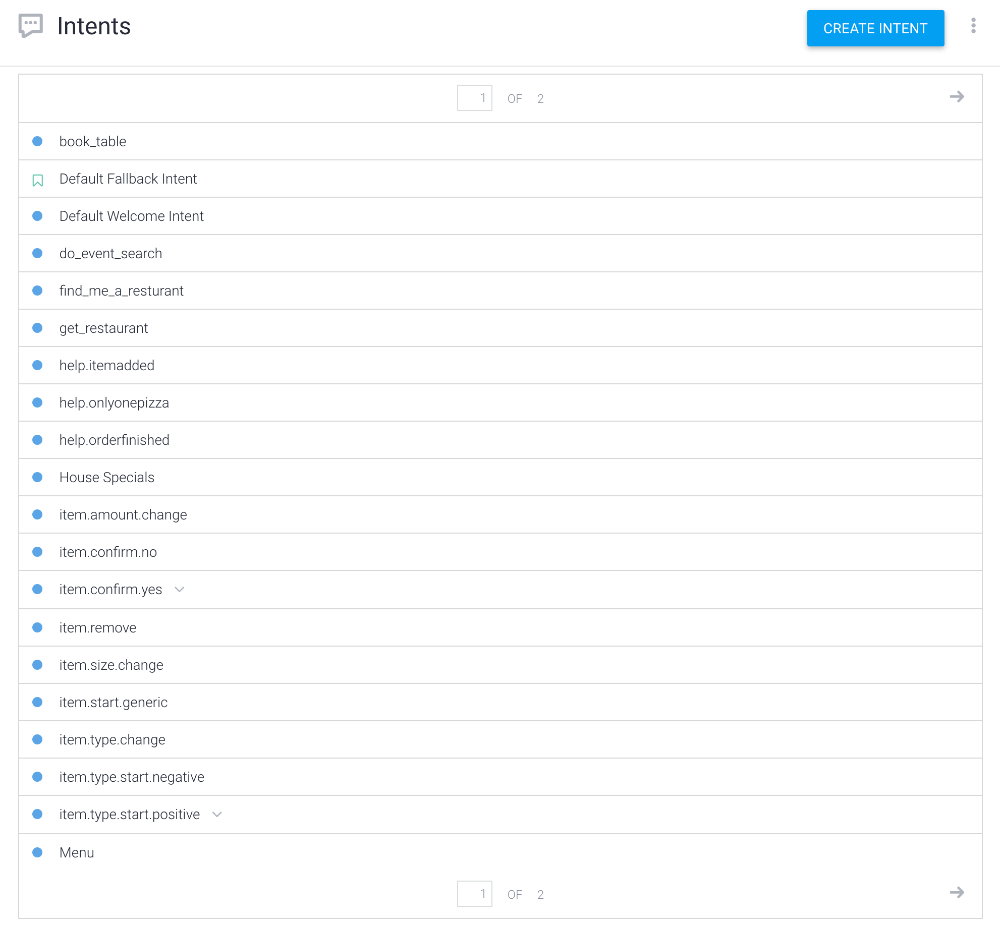 Intents
CREATE INTENT
1 OF 2
book_table
Default Fallback Intent
Default Welcome Intent
do_event_search
find_me_a_resturant
get_restaurant
help.itemadded
help.onlyonepizza
help.orderfinished
House Specials
item.amount.change
item.confirm.no
item.confirm.yes
item.remove
item.size.change
item.start.generic
item.type.change
item.type.start.negative
item.type.start.positive
Menu
1 OF 2